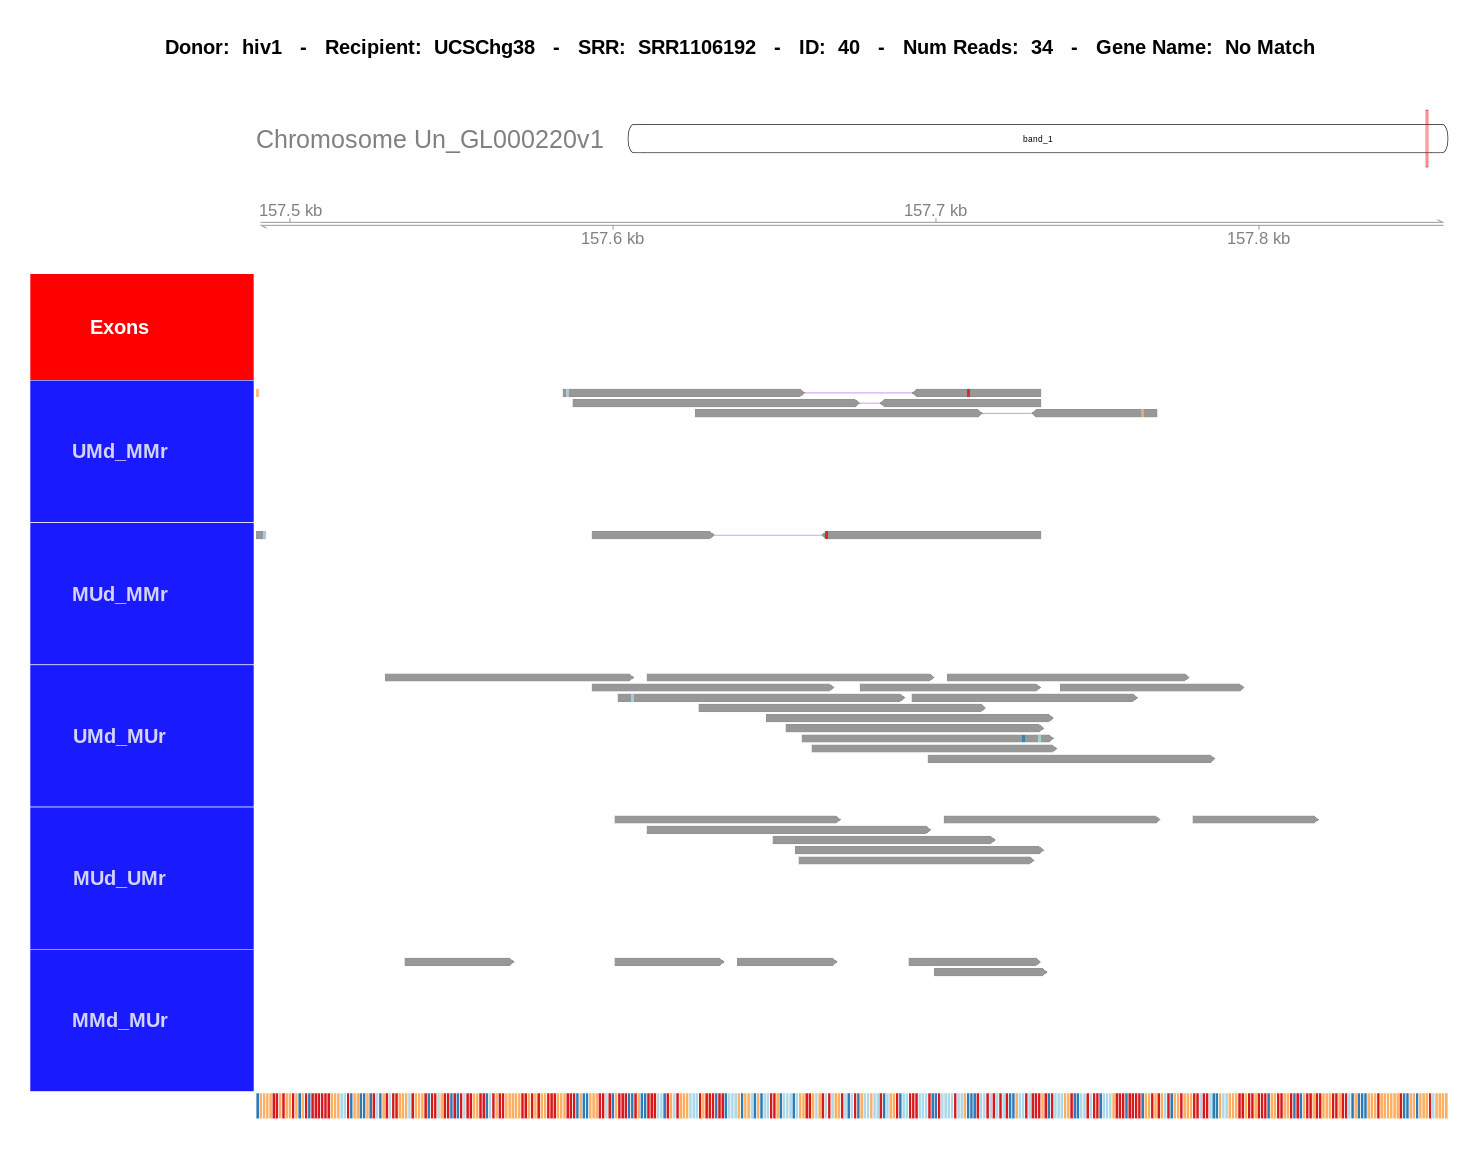 Donor: hiv1 - Recipient: UCSChg38 - SRR: SRR1106192 - ID: 40 - Num Reads: 34 - Gene Name: No Match
Chromosome Un_GL000220v1
band_1
157.5 kb
157.7 kb
157.6 kb
157.8 kb
Exons
UMd_MMr
MUd_MMr
UMd_MUr
MUd_UMr
MMd_MUr